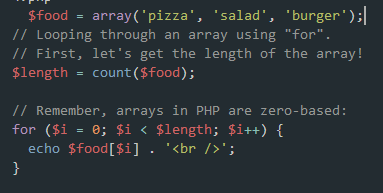 $food = array('pizza', 'salad', 'burger');
// Looping through an array using "for".
// First, let's get the length of the array!
$length = count($food);
// Remember, arrays in PHP are zero-based:
for ($i = 0; $i < $length; $i++) {
echo $food[$i] . '<br />';
}